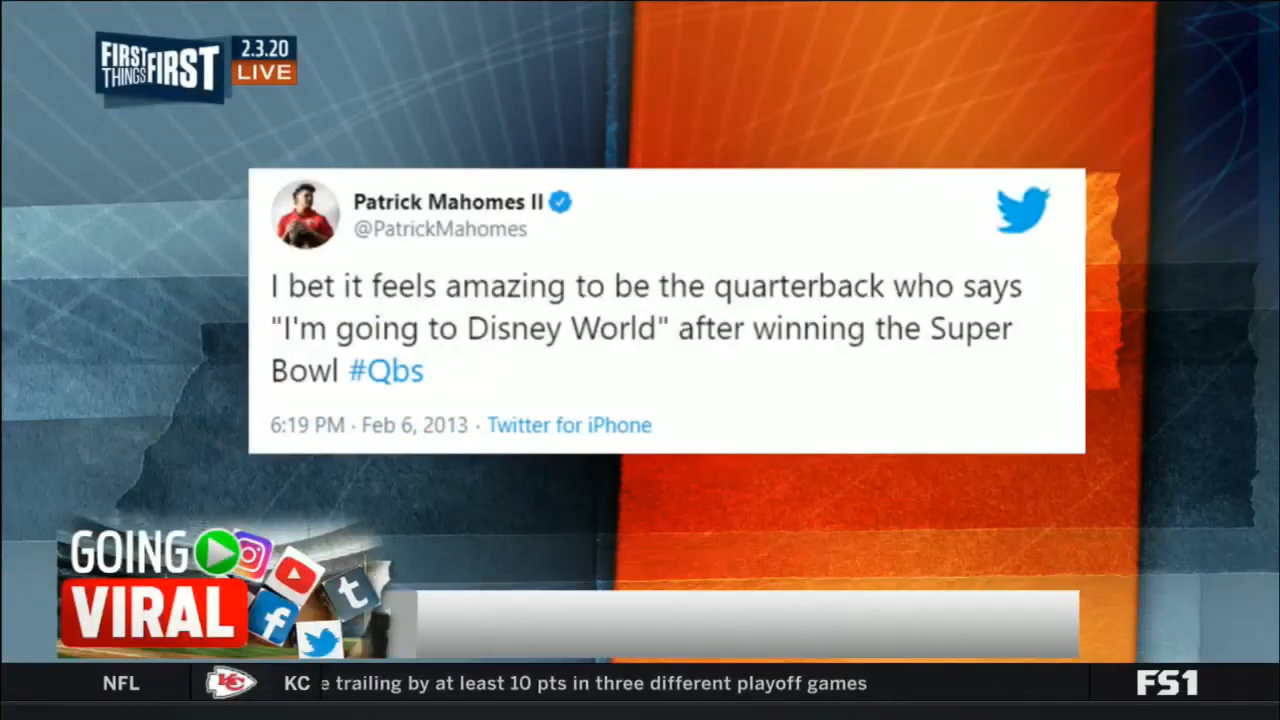 FIRST
THINGS FIRST
2.3.20
LIVE
Patrick Mahomes II
@PatrickMahomes
I bet it feels amazing to be the quarterback who says
"I'm going to Disney World" after winning the Super
Bowl #Qbs
6:19 PM · Feb 6, 2013 · Twitter for iPhone
GOING
VIRAL
NFL KC e trailing by at least 10 pts in three different playoff games FS1